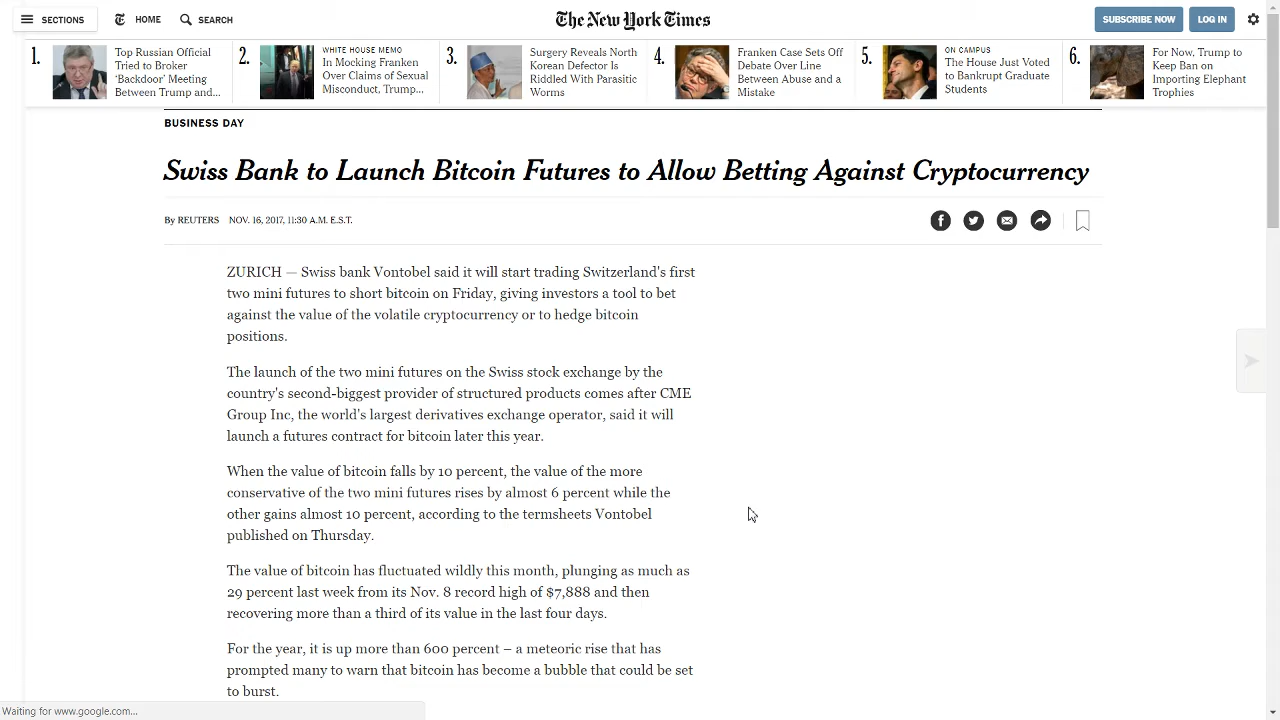 SECTIONS
HOME
SEARCH
The New York Times
SUBSCRIBE NOW
LOG IN
1.
Top Russian Official
Tried to Broker
‘Backdoor’ Meeting
Between Trump and...
2.
WHITE HOUSE MEMO
In Mocking Franken
Over Claims of Sexual
Misconduct, Trump...
3.
Surgery Reveals North
Korean Defector Is
Riddled With Parasitic
Worms
4.
Franken Case Sets Off
Debate Over Line
Between Abuse and a
Mistake
5.
ON CAMPUS
The House Just Voted
to Bankrupt Graduate
Students
6.
For Now, Trump to
Keep Ban on
Importing Elephant
Trophies
BUSINESS DAY
Swiss Bank to Launch Bitcoin Futures to Allow Betting Against Cryptocurrency
By REUTERS NOV. 16, 2017, 11:30 A.M. E.S.T.
ZURICH — Swiss bank Vontobel said it will start trading Switzerland's first
two mini futures to short bitcoin on Friday, giving investors a tool to bet
against the value of the volatile cryptocurrency or to hedge bitcoin
positions.
The launch of the two mini futures on the Swiss stock exchange by the
country's second-biggest provider of structured products comes after CME
Group Inc, the world's largest derivatives exchange operator, said it will
launch a futures contract for bitcoin later this year.
When the value of bitcoin falls by 10 percent, the value of the more
conservative of the two mini futures rises by almost 6 percent while the
other gains almost 10 percent, according to the termsheets Vontobel
published on Thursday.
The value of bitcoin has fluctuated wildly this month, plunging as much as
29 percent last week from its Nov. 8 record high of $7,888 and then
recovering more than a third of its value in the last four days.
For the year, it is up more than 600 percent – a meteoric rise that has
prompted many to warn that bitcoin has become a bubble that could be set
to burst.
Waiting for www.google.com...